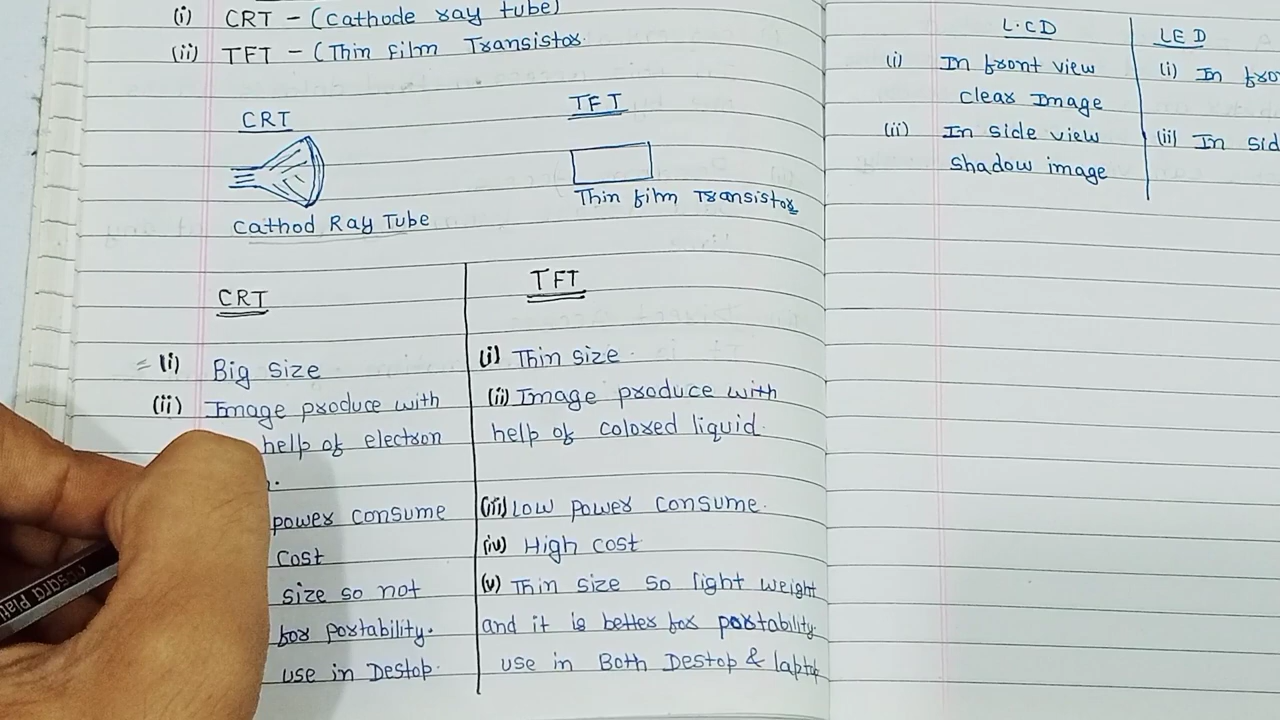 (i) CRT - (Cathode ray tube)
(ii) TFT - (Thin film Transistor.
CRT
TFT
Cathod Ray Tube
Thin film Transistor
CRT
TFT
(i) Big Size
(i) Thin size.
(ii) Image produce with
help of electron
(ii) Image produce with
help of colored liquid.
power consume
(iii) Low power consume.
cost
(iv) High cost
size so not
for portability.
use in Destop.
(v) Thin size so light weight
and it is better for portability.
use in Both Destop & laptop
L.CD
LED
(i) In front view
clear Image
(i) In
(ii) In side view
shadow image
(ii) In